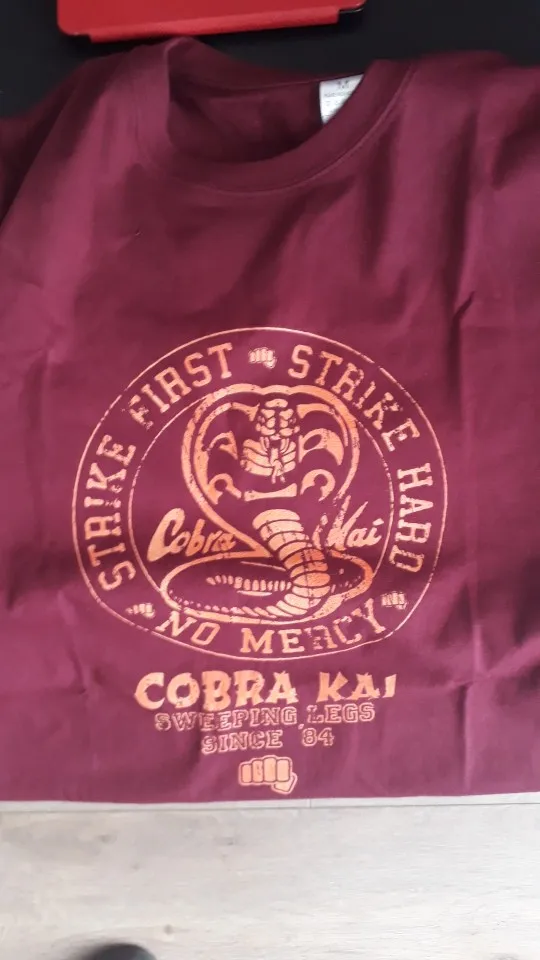 M
STRIKE FIRST STRIKE HARD
NO MERCY
Cobra Kai
COBRA KAI
SWEEPING LEGS
SINCE 84